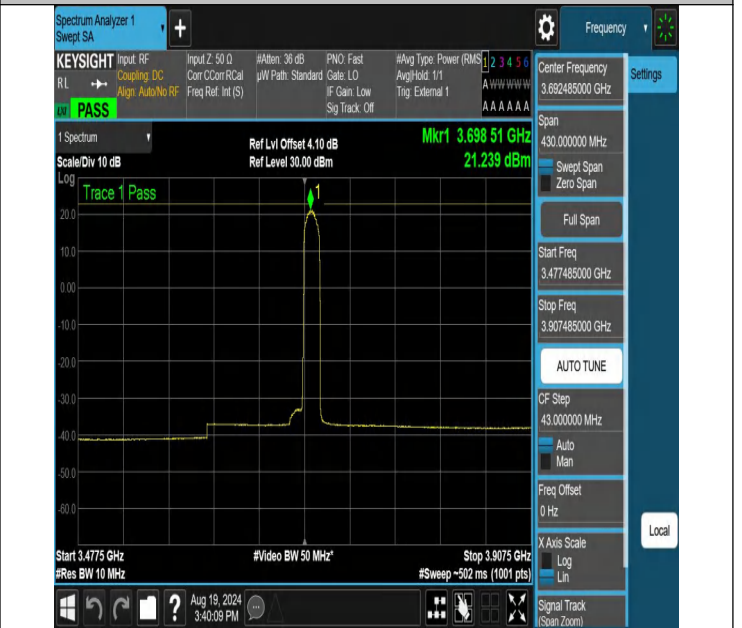 Spectrum Analyzer 1
Swept SA
+
Frequency
KEYSIGHT
RL
PASS
Input: RF
Coupling: DC
Align: Auto/No RF
Input Z: 50 Ω
Corr CCorr RCal
Freq Ref: Int (S)
#Atten: 36 dB
µW Path: Standard
PNO: Fast
Gate: LO
IF Gain: Low
Sig Track: Off
#Avg Type: Power (RMS
Avg|Hold: 1/1
Trig: External 1
1 2 3 4 5 6
A W W W W W
A A A A A A
1 Spectrum
Scale/Div 10 dB
Log
Ref Lvl Offset 4.10 dB
Ref Level 30.00 dBm
Mkr1 3.698 51 GHz
21.239 dBm
Trace 1 Pass
1
20.0
10.0
0.00
-10.0
-20.0
-30.0
-40.0
-50.0
-60.0
Start 3.4775 GHz
#Res BW 10 MHz
#Video BW 50 MHz*
Stop 3.9075 GHz
#Sweep ~502 ms (1001 pts)
Center Frequency
3.692485000 GHz
Settings
Span
430.000000 MHz
Swept Span
Zero Span
Full Span
Start Freq
3.477485000 GHz
Stop Freq
3.907485000 GHz
AUTO TUNE
CF Step
43.000000 MHz
Auto
Man
Freq Offset
0 Hz
X Axis Scale
Log
Lin
Local
Signal Track
(Span Zoom)
?
Aug 19, 2024
3:40:09 PM